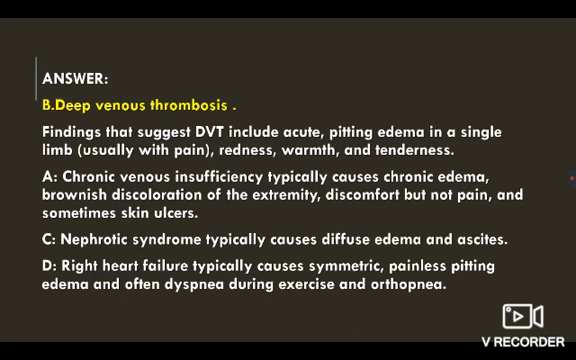 ANSWER:
B.Deep venous thrombosis .
Findings that suggest DVT include acute, pitting edema in a single
limb (usually with pain), redness, warmth, and tenderness.
A: Chronic venous insufficiency typically causes chronic edema,
brownish discoloration of the extremity, discomfort but not pain, and
sometimes skin ulcers.
C: Nephrotic syndrome typically causes diffuse edema and ascites.
D: Right heart failure typically causes symmetric, painless pitting
edema and often dyspnea during exercise and orthopnea.
V RECORDER